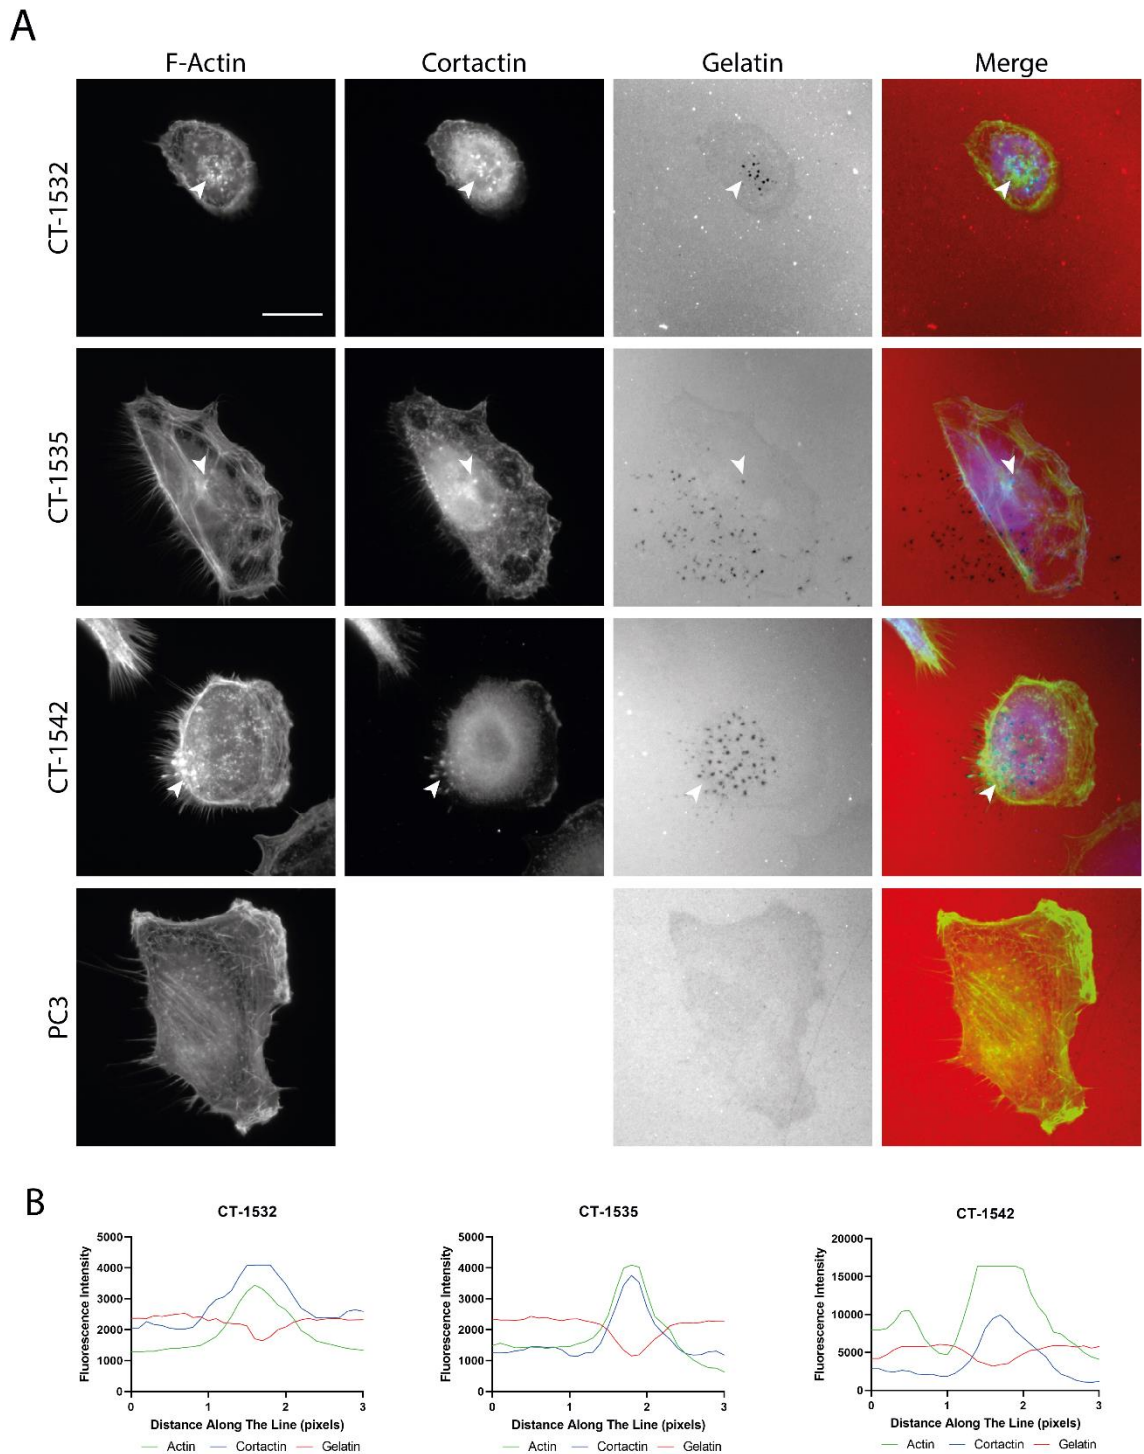 A
F-Actin Cortactin Gelatin Merge
CT-1532
CT-1535
CT-1542
PC3
B
CT-1532
5000
4000
3000
2000
1000
0
Fluorescence Intensity
0 1 2 3
Distance Along The Line (pixels)
Actin Cortactin Gelatin
CT-1535
5000
4000
3000
2000
1000
0
Fluorescence Intensity
0 1 2 3
Distance Along The Line (pixels)
Actin Cortactin Gelatin
CT-1542
20000
15000
10000
5000
0
Fluorescence Intensity
0 1 2 3
Distance Along The Line (pixels)
Actin Cortactin Gelatin